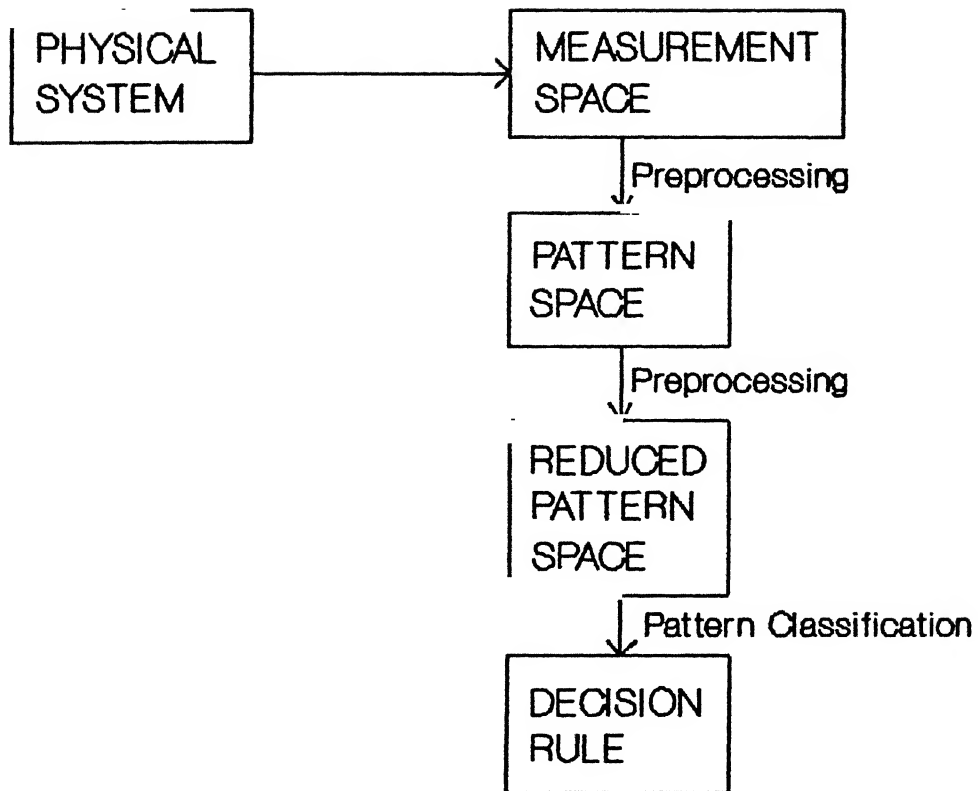 PHYSICAL
SYSTEM
MEASUREMENT
SPACE
Preprocessing
PATTERN
SPACE
Preprocessing
REDUCED
PATTERN
SPACE
Pattern Classification
DECISION
RULE